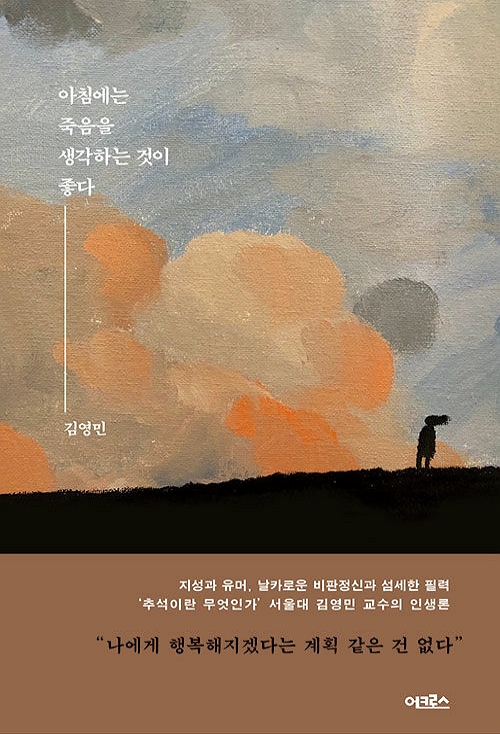 아침에는
죽음을
생각하는 것이
좋다
김영민
지성과 유머, 날카로운 비판정신과 섬세한 필력
‘추석이란 무엇인가’ 서울대 김영민 교수의 인생론
“나에게 행복해지겠다는 계획 같은 건 없다”
어크로스